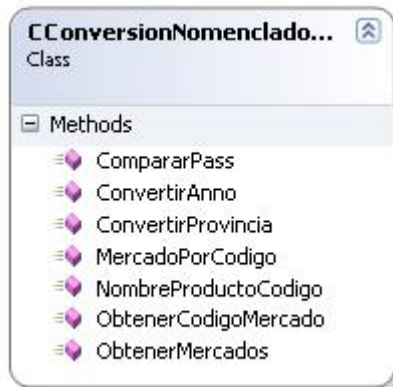 CConversionNomenclado...
Class
Methods
CompararPass
ConvertirAnno
ConvertirProvincia
MercadoPorCodigo
NombreProductoCodigo
ObtenerCodigoMercado
ObtenerMercados